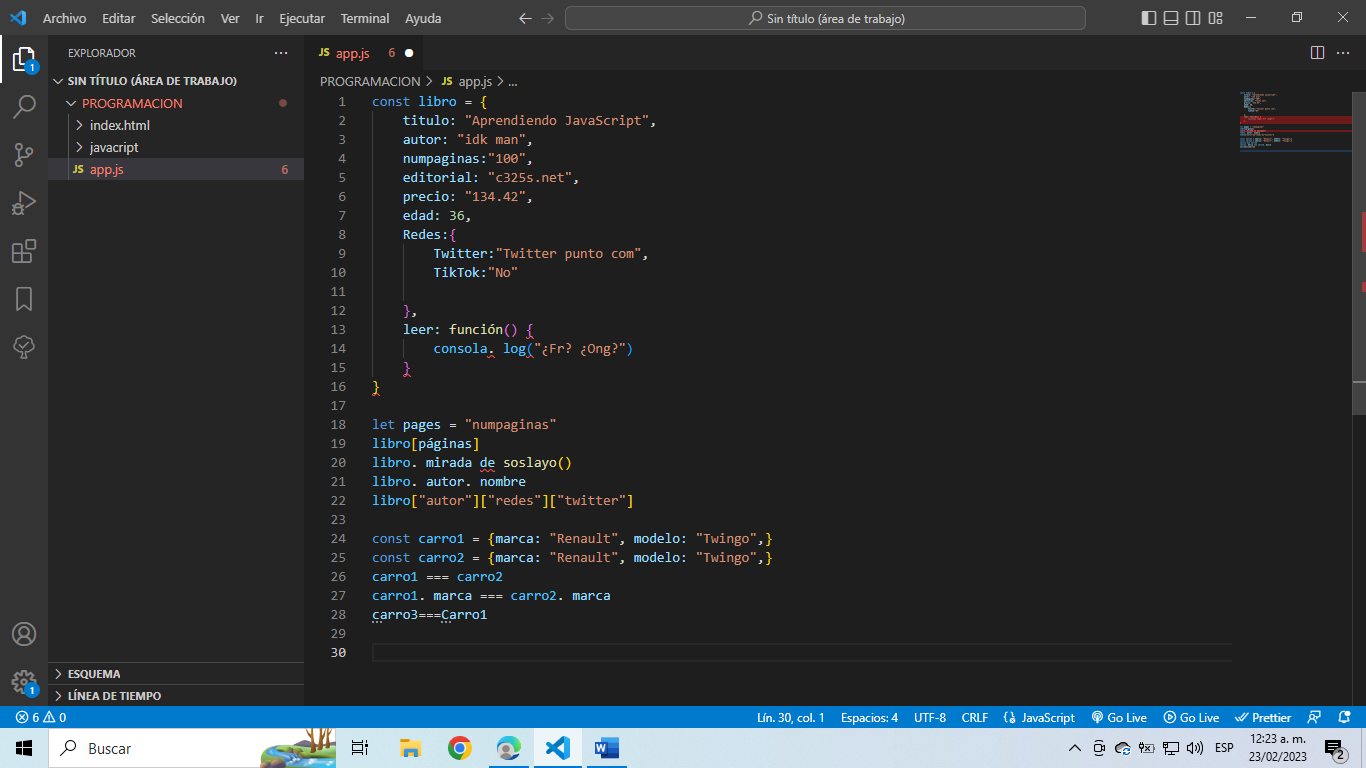 Archivo Editar Selección Ver Ir Ejecutar Terminal Ayuda
Sin título (área de trabajo)
EXPLORADOR
JS app.js 6
SIN TÍTULO (ÁREA DE TRABAJO)
PROGRAMACION > JS app.js > ...
PROGRAMACION
index.html
javacript
JS app.js 6
1 const libro = {
2 titulo: "Aprendiendo JavaScript",
3 autor: "idk man",
4 numpaginas:"100",
5 editorial: "c325s.net",
6 precio: "134.42",
7 edad: 36,
8 Redes:{
9 Twitter:"Twitter punto com",
10 TikTok:"No"
11
12 },
13 leer: función() {
14 consola. log("¿Fr? ¿Ong?")
15 }
16 }
17
18 let pages = "numpaginas"
19 libro[páginas]
20 libro. mirada de soslayo()
21 libro. autor. nombre
22 libro["autor"]["redes"]["twitter"]
23
24 const carro1 = {marca: "Renault", modelo: "Twingo",}
25 const carro2 = {marca: "Renault", modelo: "Twingo",}
26 carro1 === carro2
27 carro1. marca === carro2. marca
28 carro3===Carro1
29
30
1
1
ESQUEMA
LÍNEA DE TIEMPO
6 0 Lín. 30, col. 1 Espacios: 4 UTF-8 CRLF {} JavaScript Go Live Go Live Prettier
Buscar
W
ESP
12:23 a. m.
23/02/2023
2